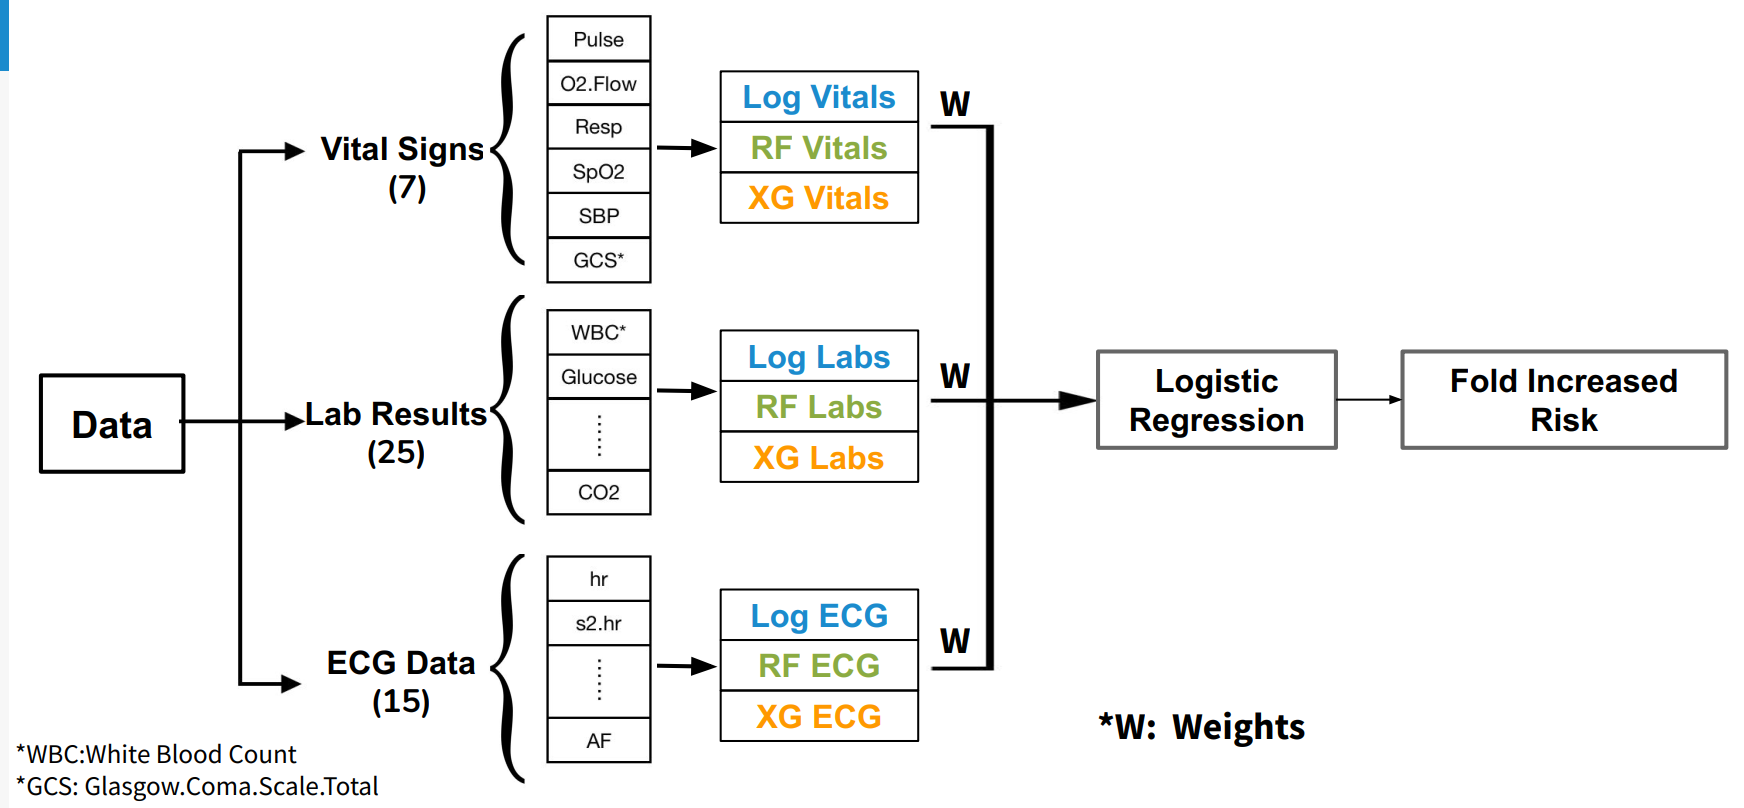 Data
Vital Signs
(7)
Pulse
O2.Flow
Resp
SpO2
SBP
GCS*
Log Vitals
RF Vitals
XG Vitals
W
Lab Results
(25)
WBC*
Glucose
CO2
Log Labs
RF Labs
XG Labs
W
ECG Data
(15)
hr
s2.hr
AF
Log ECG
RF ECG
XG ECG
W
Logistic
Regression
Fold Increased
Risk
*W: Weights
*WBC:White Blood Count
*GCS: Glasgow.Coma.Scale.Total